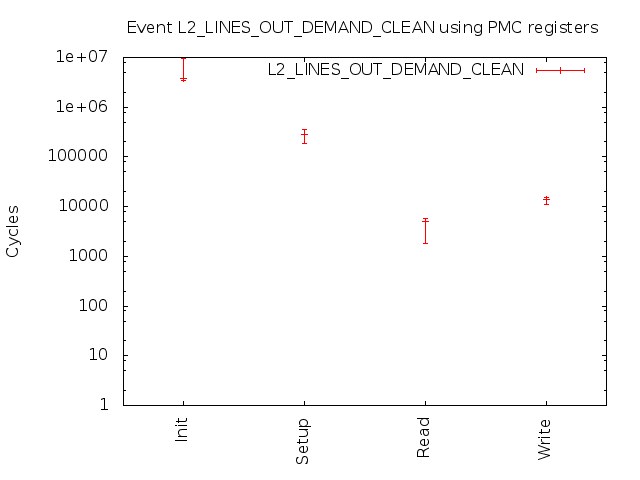 Event L2_LINES_OUT_DEMAND_CLEAN using PMC registers
L2_LINES_OUT_DEMAND_CLEAN
1e+07
1e+06
100000
10000
1000
100
10
1
Cycles
Init
Setup
Read
Write